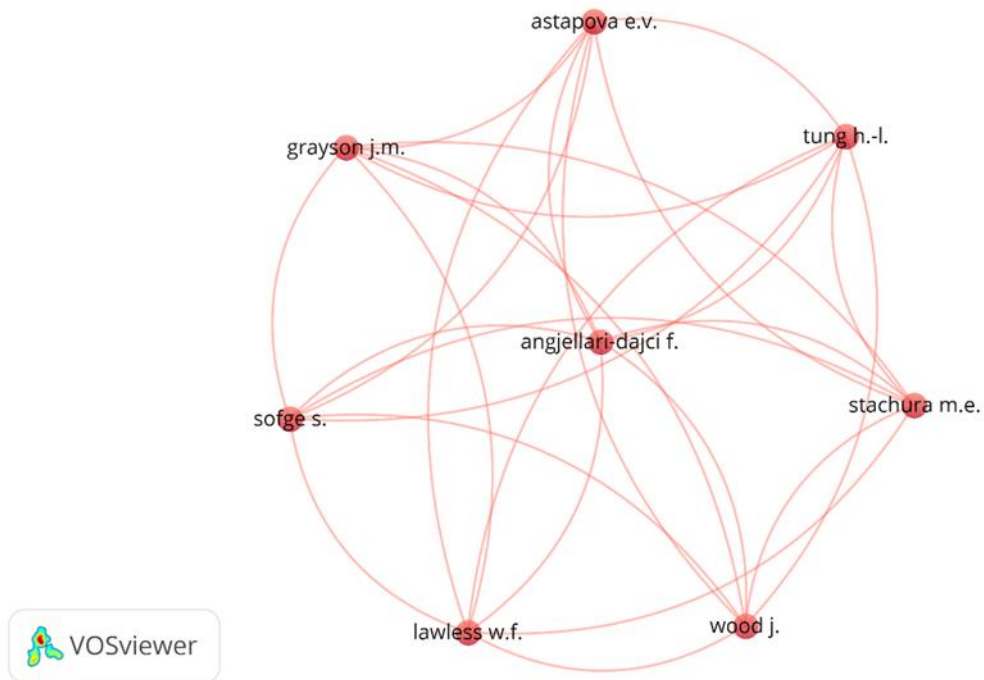 astapova e.v.
tung h.-l.
grayson j.m.
angjellari-dajci f.
stachura m.e.
sofge s.
wood j.
lawless w.f.
VOSviewer